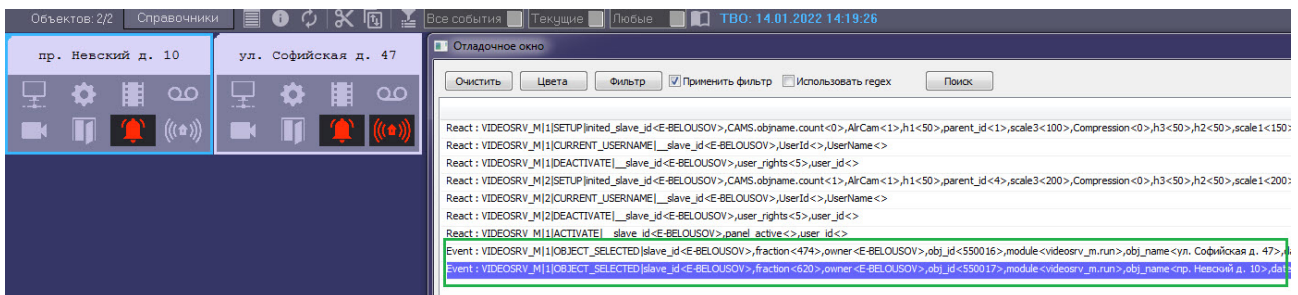 Объектов: 2/2 Справочники Все события Текущие Любые ТВО: 14.01.2022 14:19:26
пр. Невский д. 10 ул. Софийская д. 47
Отладочное окно
Очистить Цвета Фильтр Применить фильтр Использовать regex Поиск
React : VIDEOSRV_M|1|SETUP|inited_slave_id<E-BELOUSOV>,CAMS.objname.count<0>,AlrCam<1>,h1<50>,parent_id<1>,scale3<100>,Compression<0>,h3<50>,h2<50>,scale1<150>
React : VIDEOSRV_M|1|CURRENT_USERNAME|__slave_id<E-BELOUSOV>,UserId<>,UserName<>
React : VIDEOSRV_M|1|DEACTIVATE|__slave_id<E-BELOUSOV>,user_rights<5>,user_id<>
React : VIDEOSRV_M|2|SETUP|inited_slave_id<E-BELOUSOV>,CAMS.objname.count<1>,AlrCam<1>,h1<50>,parent_id<4>,scale3<200>,Compression<0>,h3<50>,h2<50>,scale1<200>
React : VIDEOSRV_M|2|CURRENT_USERNAME|__slave_id<E-BELOUSOV>,UserId<>,UserName<>
React : VIDEOSRV_M|2|DEACTIVATE|__slave_id<E-BELOUSOV>,user_rights<5>,user_id<>
React : VIDEOSRV_M|1|ACTIVATE|__slave_id<E-BELOUSOV>,panel_active<>,user_id<>
Event : VIDEOSRV_M|1|OBJECT_SELECTED|slave_id<E-BELOUSOV>,fraction<474>,owner<E-BELOUSOV>,obj_id<550016>,module<videosrv_m.run>,obj_name<ул. Софийская д. 47>,
Event : VIDEOSRV_M|1|OBJECT_SELECTED|slave_id<E-BELOUSOV>,fraction<620>,owner<E-BELOUSOV>,obj_id<550017>,module<videosrv_m.run>,obj_name<пр. Невский д. 10>,date